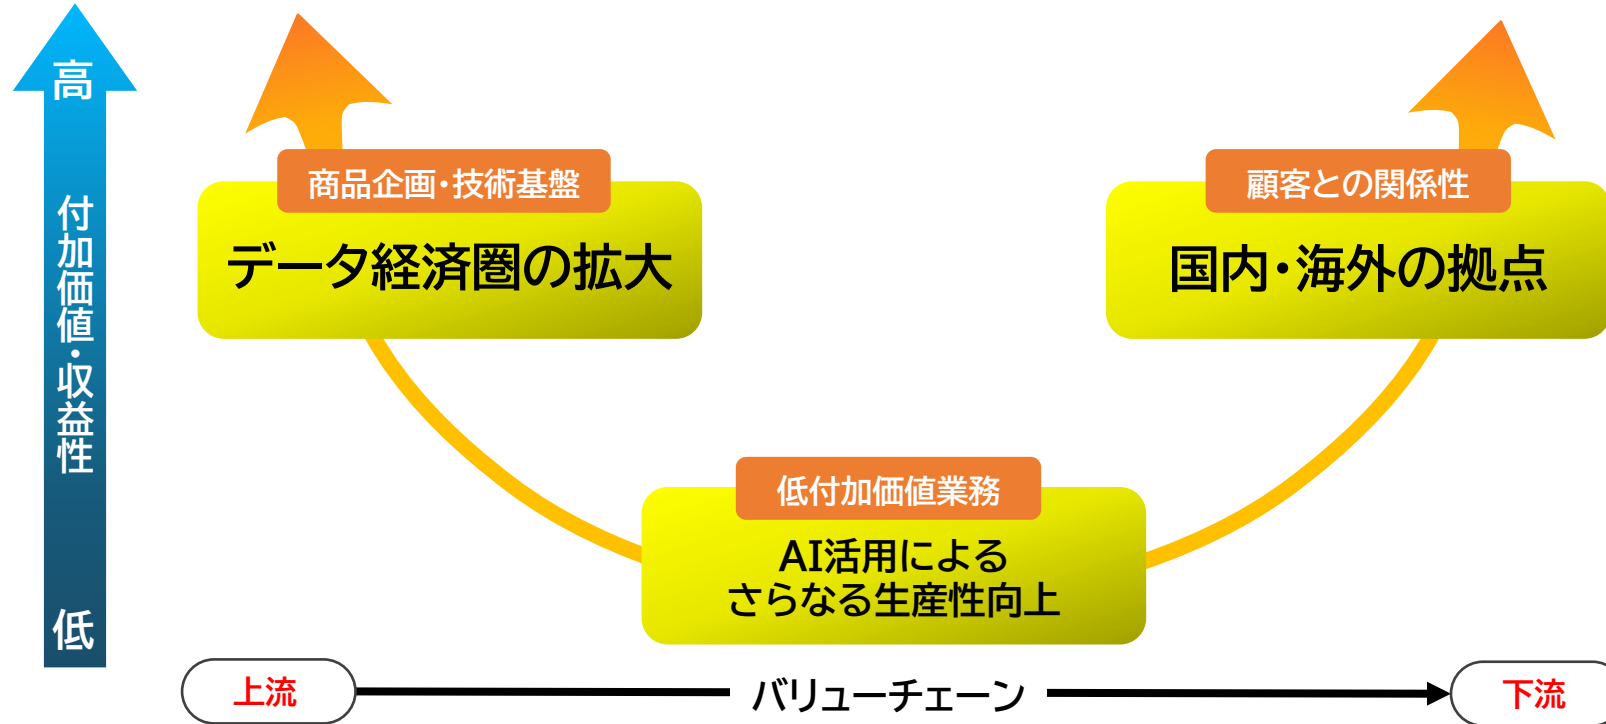 高
付加価値・収益性
低
商品企画・技術基盤
データ経済圏の拡大
顧客との関係性
国内・海外の拠点
低付加価値業務
AI活用による
さらなる生産性向上
上流
バリューチェーン
下流